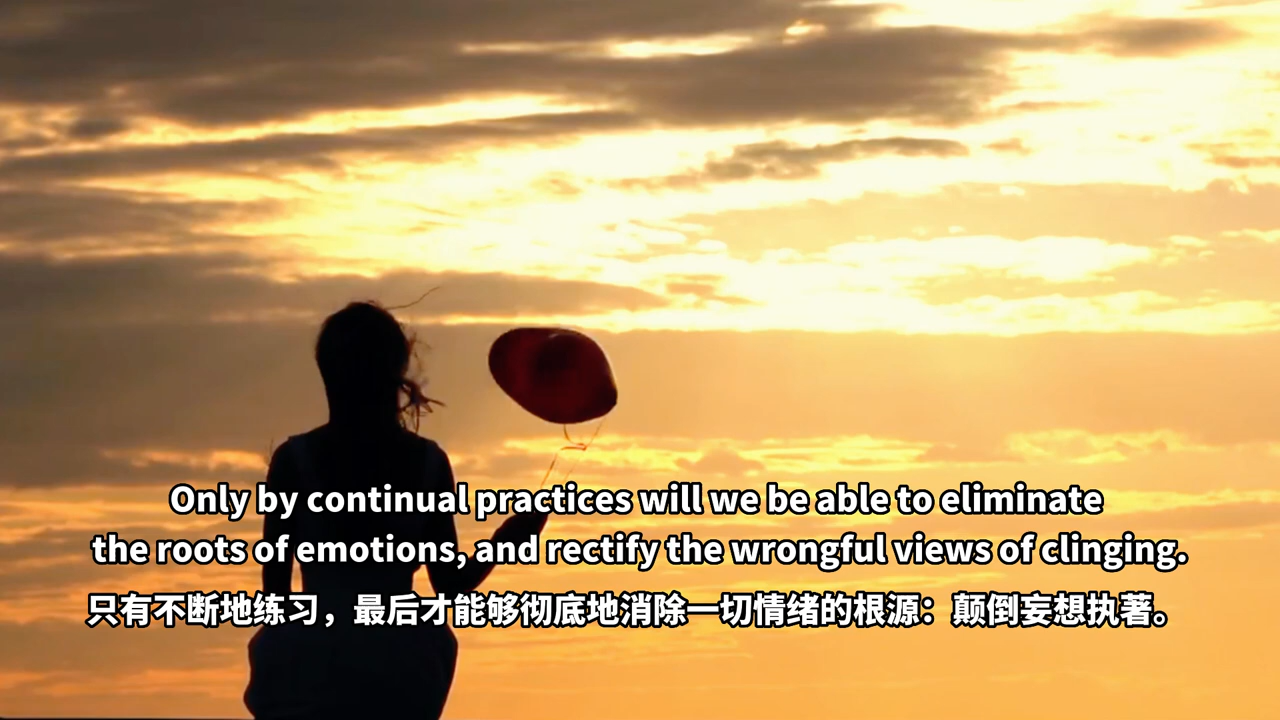 Only by continual practices will we be able to eliminate
the roots of emotions, and rectify the wrongful views of clinging.
只有不断地练习，最后才能够彻底地消除一切情绪的根源：颠倒妄想执著。